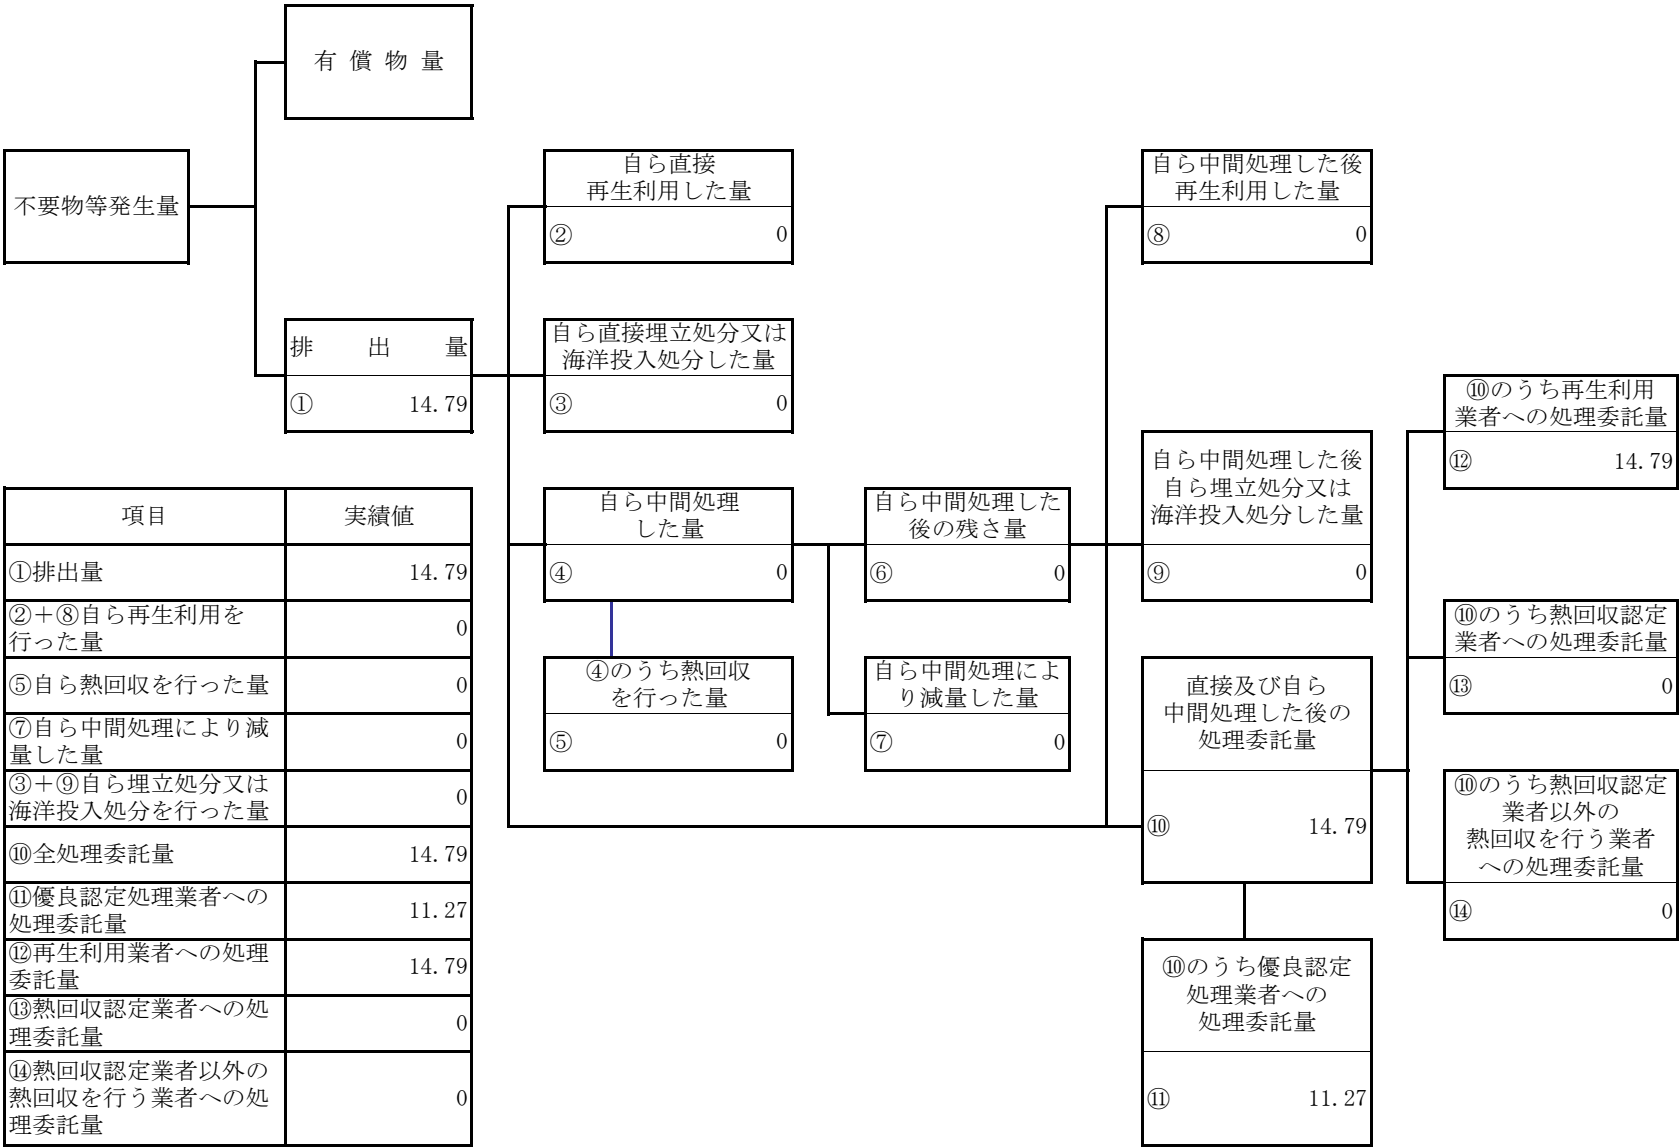 有 償 物 量
不要物等発生量
自ら直接
再生利用した量
② 0
自ら中間処理した後
再生利用した量
⑧ 0
排 出 量
① 14.79
自ら直接埋立処分又は
海洋投入処分した量
③ 0
⑩のうち再生利用
業者への処理委託量
⑫ 14.79
自ら中間処理した後
自ら埋立処分又は
海洋投入処分した量
⑨ 0
自ら中間処理
した量
④ 0
自ら中間処理した
後の残さ量
⑥ 0
⑩のうち熱回収認定
業者への処理委託量
⑬ 0
④のうち熱回収
を行った量
⑤ 0
自ら中間処理によ
り減量した量
⑦ 0
直接及び自ら
中間処理した後の
処理委託量
⑩ 14.79
⑩のうち熱回収認定
業者以外の
熱回収を行う業者
への処理委託量
⑭ 0
⑩のうち優良認定
処理業者への
処理委託量
⑪ 11.27
項目 実績値
①排出量 14.79
②＋⑧自ら再生利用を
行った量 0
⑤自ら熱回収を行った量 0
⑦自ら中間処理により減
量した量 0
③＋⑨自ら埋立処分又は
海洋投入処分を行った量 0
⑩全処理委託量 14.79
⑪優良認定処理業者への
処理委託量 11.27
⑫再生利用業者への処理
委託量 14.79
⑬熱回収認定業者への処
理委託量 0
⑭熱回収認定業者以外の
熱回収を行う業者への処
理委託量 0